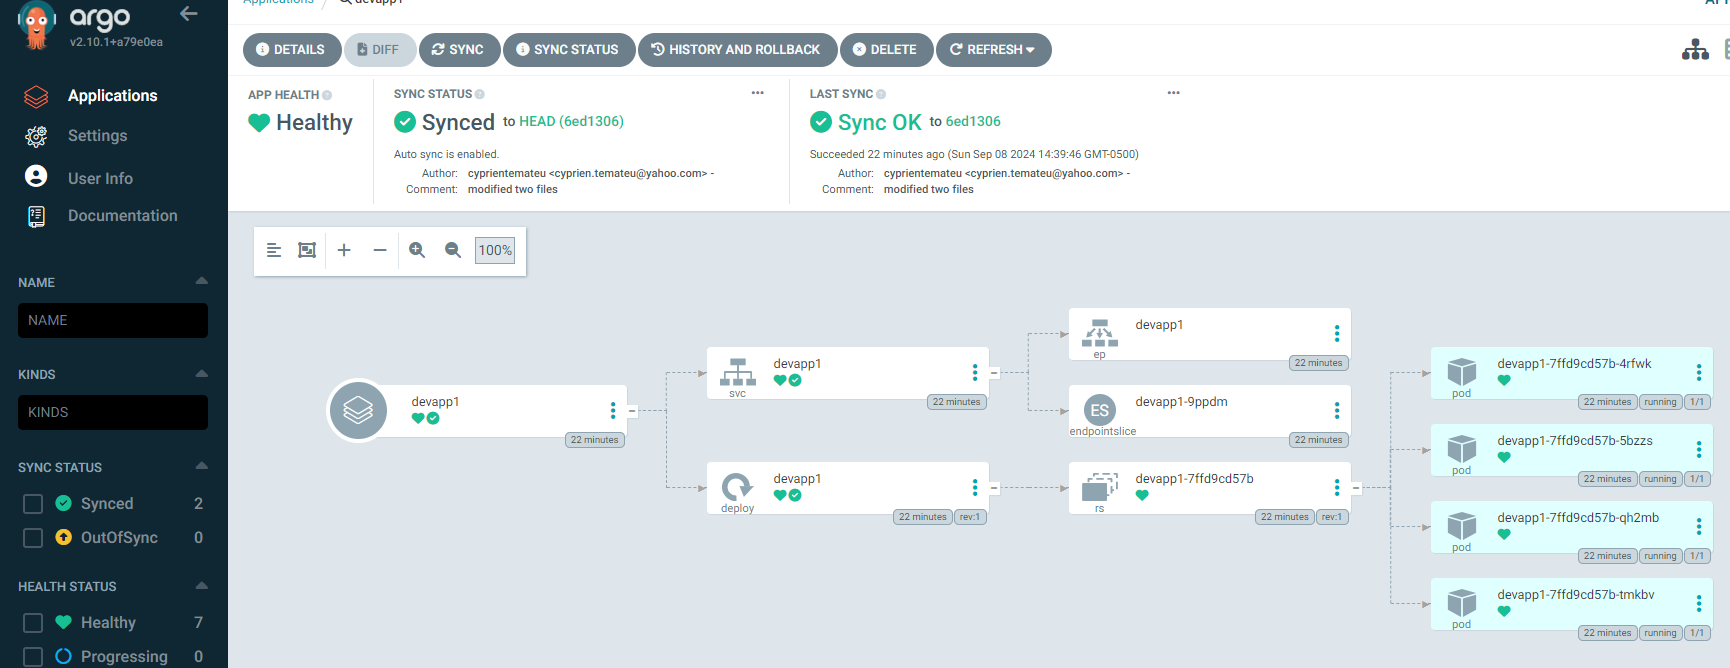 Applications / devapp1
argo
v2.10.1+a79e0ea
Applications
Settings
User Info
Documentation
NAME
NAME
KINDS
KINDS
SYNC STATUS
Synced 2
OutOfSync 0
HEALTH STATUS
Healthy 7
Progressing 0
DETAILS DIFF SYNC SYNC STATUS HISTORY AND ROLLBACK DELETE REFRESH
APP HEALTH
Healthy
SYNC STATUS
Synced to HEAD (6ed1306)
Auto sync is enabled.
Author: cyprientemateu <cyprien.temateu@yahoo.com> -
Comment: modified two files
LAST SYNC
Sync OK to 6ed1306
Succeeded 22 minutes ago (Sun Sep 08 2024 14:39:46 GMT-0500)
Author: cyprientemateu <cyprien.temateu@yahoo.com> -
Comment: modified two files
100%
devapp1
22 minutes
svc
devapp1
22 minutes
deploy
devapp1
22 minutes rev:1
ep
devapp1
22 minutes
ES
endpointslice
devapp1-9ppdm
22 minutes
rs
devapp1-7ffd9cd57b
22 minutes rev:1
pod
devapp1-7ffd9cd57b-4rfwk
22 minutes running 1/1
pod
devapp1-7ffd9cd57b-5bzzs
22 minutes running 1/1
pod
devapp1-7ffd9cd57b-qh2mb
22 minutes running 1/1
pod
devapp1-7ffd9cd57b-tmkbv
22 minutes running 1/1